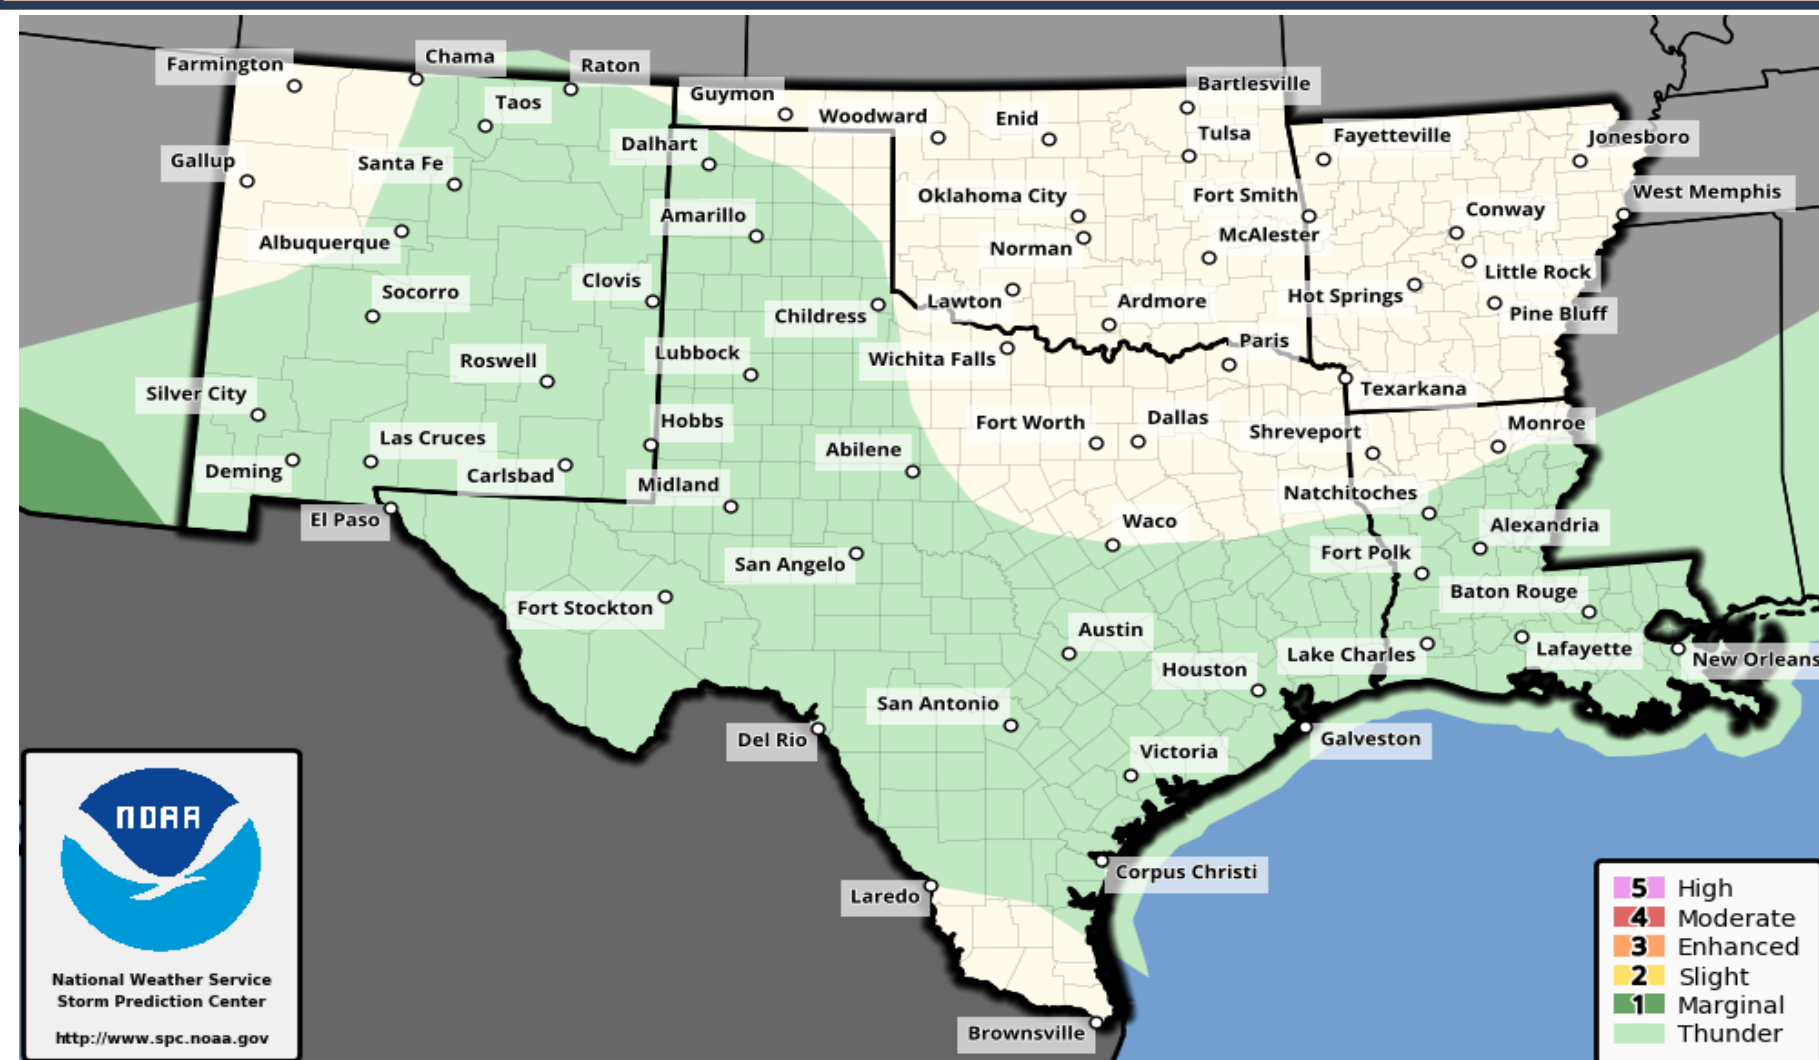 Farmington
Chama
Raton
Taos
Guymon
Woodward
Enid
Bartlesville
Tulsa
Fayetteville
Jonesboro
Gallup
Santa Fe
Dalhart
West Memphis
Oklahoma City
Fort Smith
Conway
Amarillo
Albuquerque
Norman
McAlester
Little Rock
Socorro
Clovis
Lawton
Ardmore
Hot Springs
Pine Bluff
Childress
Paris
Roswell
Lubbock
Wichita Falls
Texarkana
Silver City
Hobbs
Fort Worth
Dallas
Shreveport
Monroe
Las Cruces
Abilene
Deming
Carlsbad
Midland
Natchitoches
El Paso
Waco
Alexandria
San Angelo
Fort Polk
Baton Rouge
Fort Stockton
Austin
Lake Charles
Lafayette
New Orleans
Houston
San Antonio
Del Rio
Victoria
Galveston
Corpus Christi
Laredo
Brownsville
NOAA
National Weather Service
Storm Prediction Center
http://www.spc.noaa.gov
5 High
4 Moderate
3 Enhanced
2 Slight
1 Marginal
Thunder